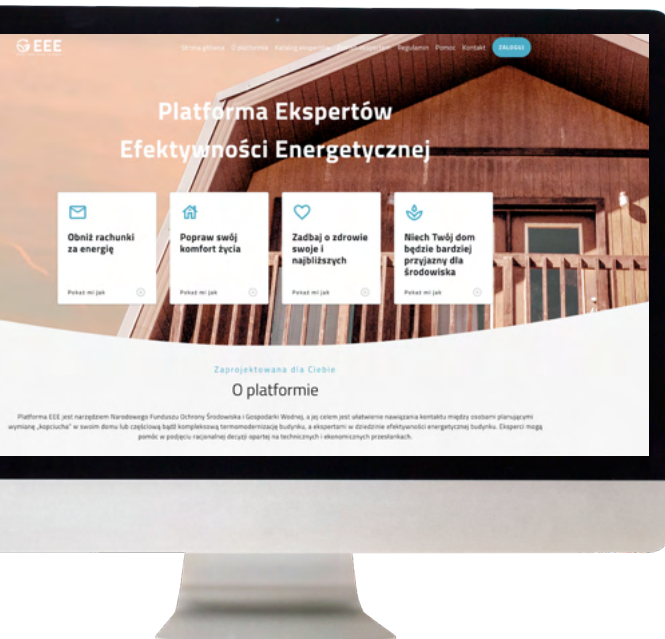 EEE
Strona główna O platformie Katalog ekspertów Regulamin Pomoc Kontakt ZALOGUJ
Platforma Ekspertów
Efektywności Energetycznej
Obniż rachunki
za energię
Pokaż mi jak
Popraw swój
komfort życia
Pokaż mi jak
Zadbaj o zdrowie
swoje i
najbliższych
Pokaż mi jak
Niech Twój dom
będzie bardziej
przyjazny dla
środowiska
Pokaż mi jak
Zaprojektowana dla Ciebie
O platformie
Platforma EEE jest narzędziem Narodowego Funduszu Ochrony Środowiska i Gospodarki Wodnej, a jej celem jest ułatwienie nawiązania kontaktu między osobami planującymi
wymianę „kopciucha” w swoim domu lub częściową bądź kompleksową termomodernizację budynku, a ekspertami w dziedzinie efektywności energetycznej budynku. Eksperci mogą
pomóc w podjęciu racjonalnej decyzji opartej na technicznych i ekonomicznych przesłankach.